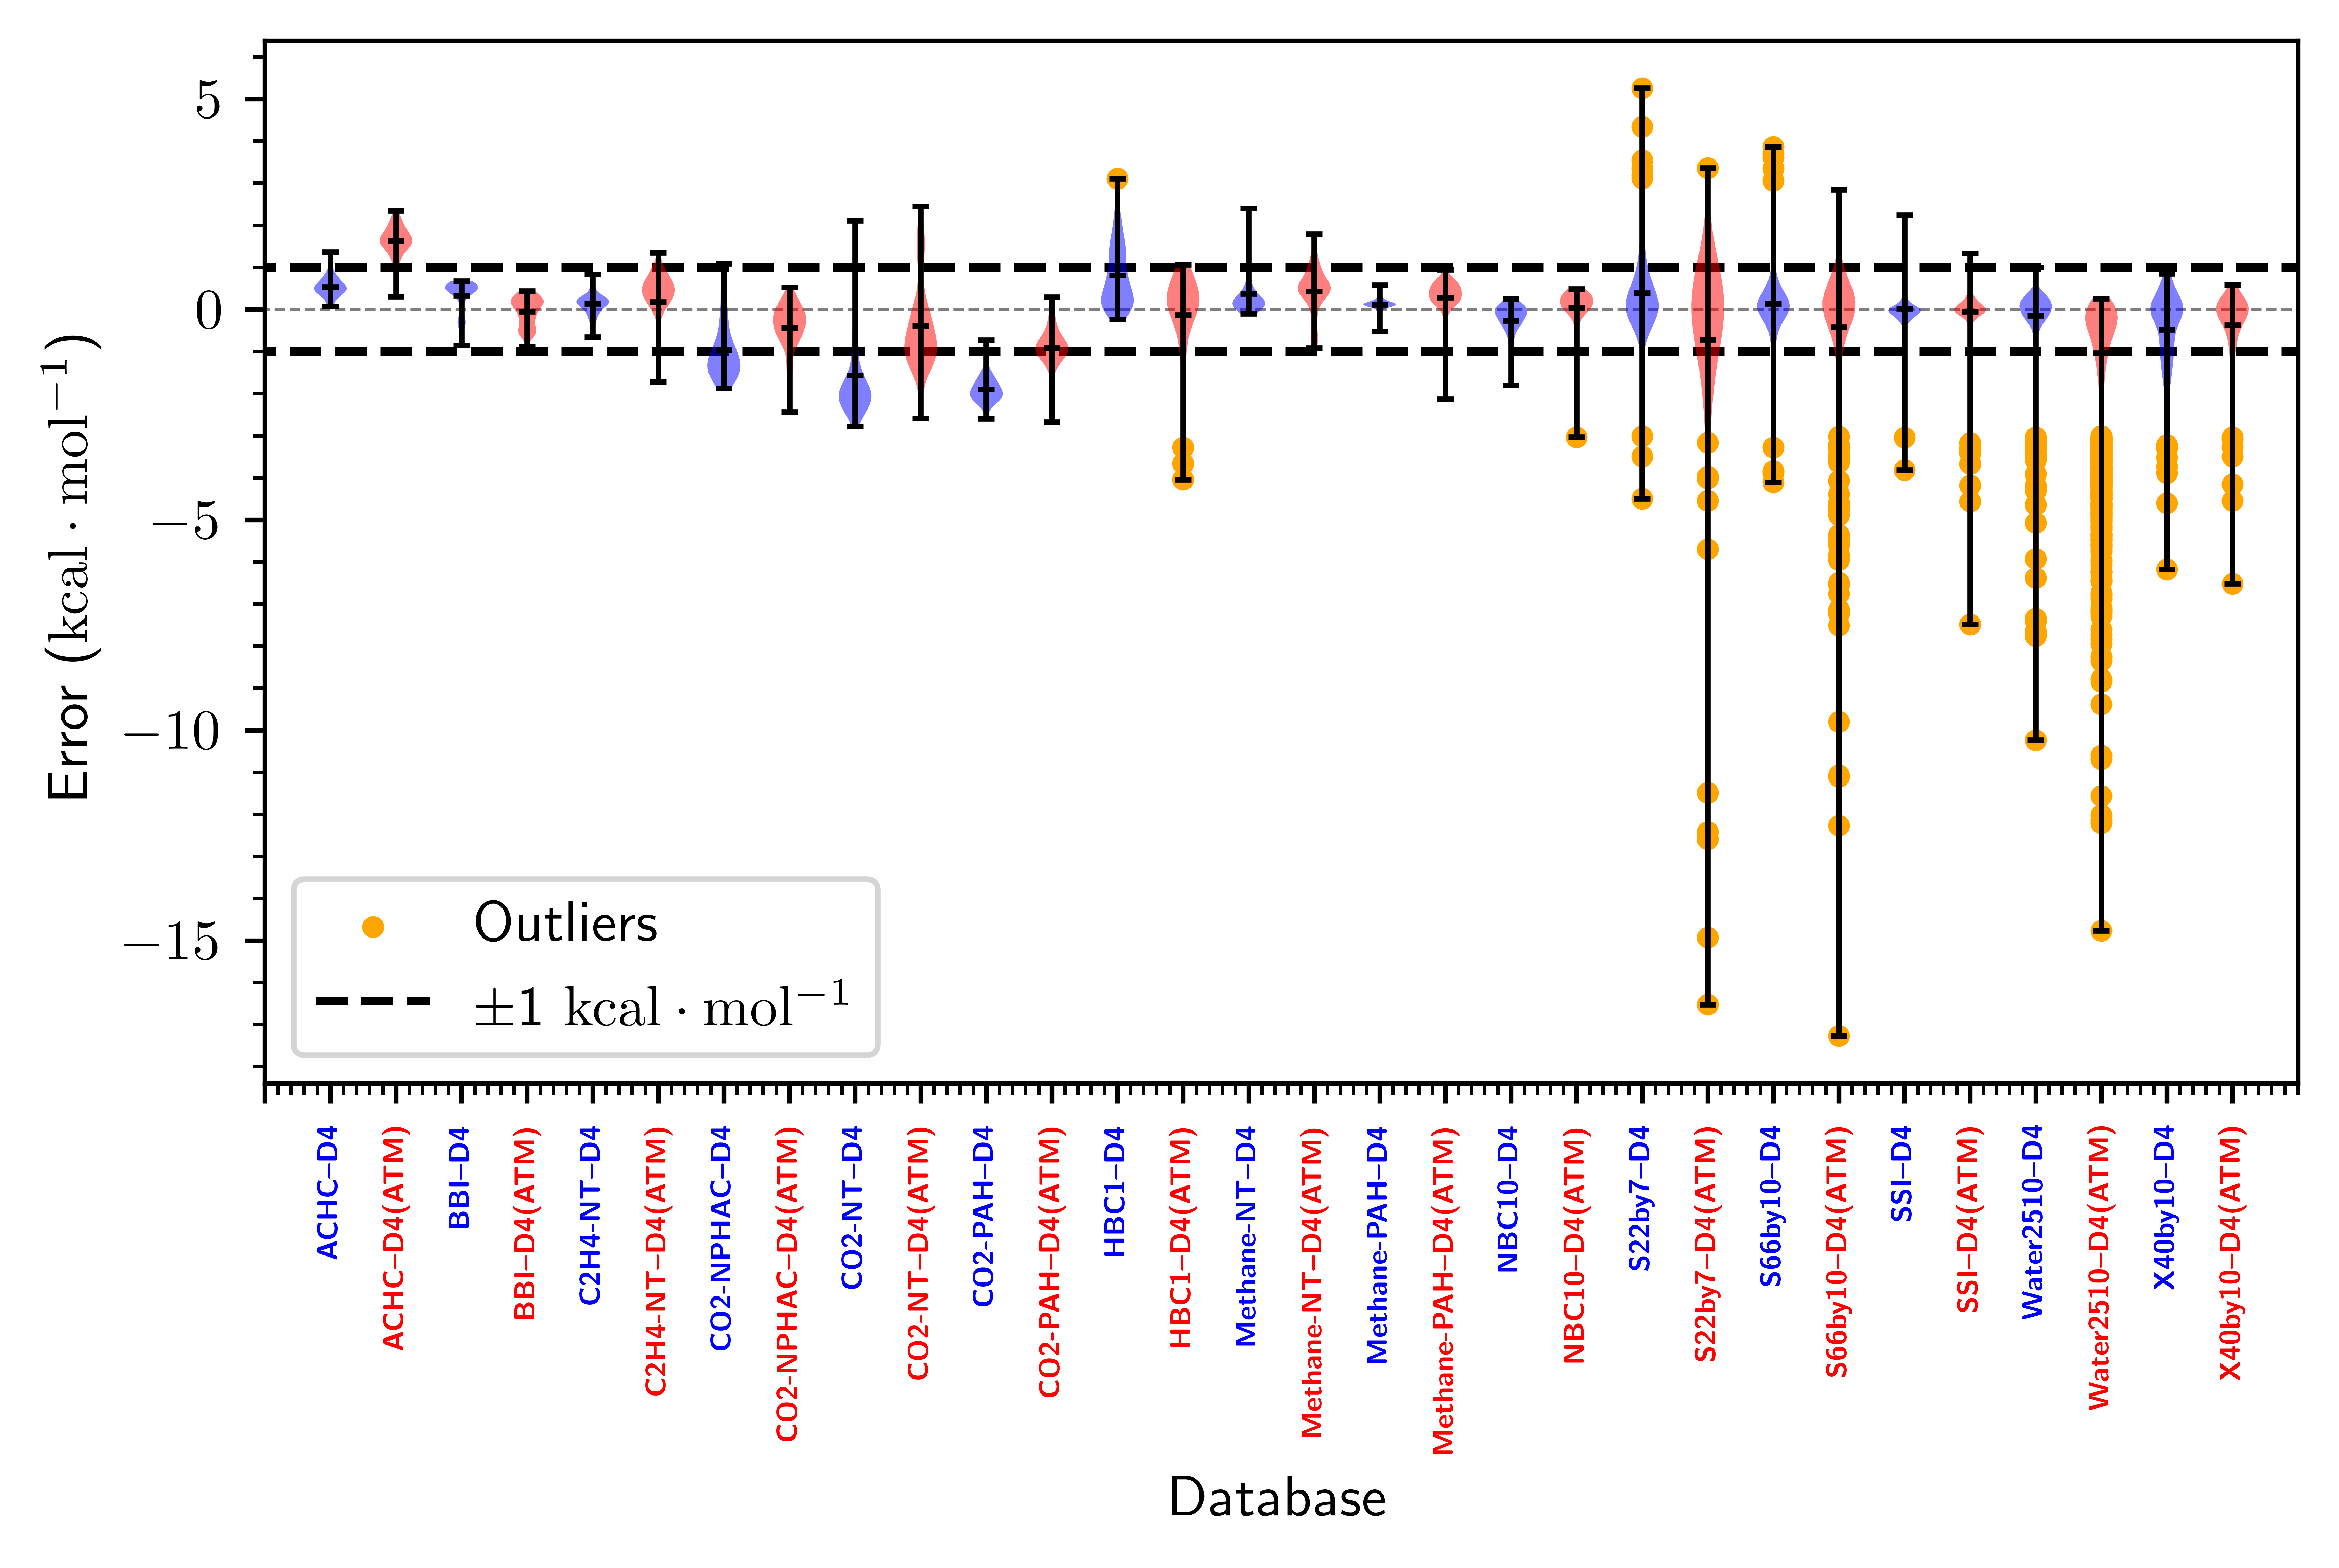 Error (kcal · mol⁻¹)
5
0
−5
−10
−15
Outliers
±1 kcal · mol⁻¹
ACHC–D4
ACHC–D4(ATM)
BBI–D4
BBI–D4(ATM)
C2H4-NT–D4
C2H4-NT–D4(ATM)
CO2-NPHAC–D4
CO2-NPHAC–D4(ATM)
CO2-NT–D4
CO2-NT–D4(ATM)
CO2-PAH–D4
CO2-PAH–D4(ATM)
HBC1–D4
HBC1–D4(ATM)
Methane-NT–D4
Methane-NT–D4(ATM)
Methane-PAH–D4
Methane-PAH–D4(ATM)
NBC10–D4
NBC10–D4(ATM)
S22by7–D4
S22by7–D4(ATM)
S66by10–D4
S66by10–D4(ATM)
SSI–D4
SSI–D4(ATM)
Water2510–D4
Water2510–D4(ATM)
X40by10–D4
X40by10–D4(ATM)
Database